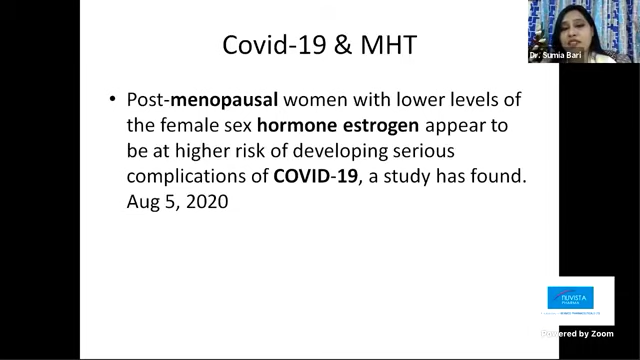 Covid-19 & MHT
Dr. Sumia Bari
• Post-menopausal women with lower levels of
the female sex hormone estrogen appear to
be at higher risk of developing serious
complications of COVID-19, a study has found.
Aug 5, 2020
NUVISTA
PHARMA
Powered by Zoom